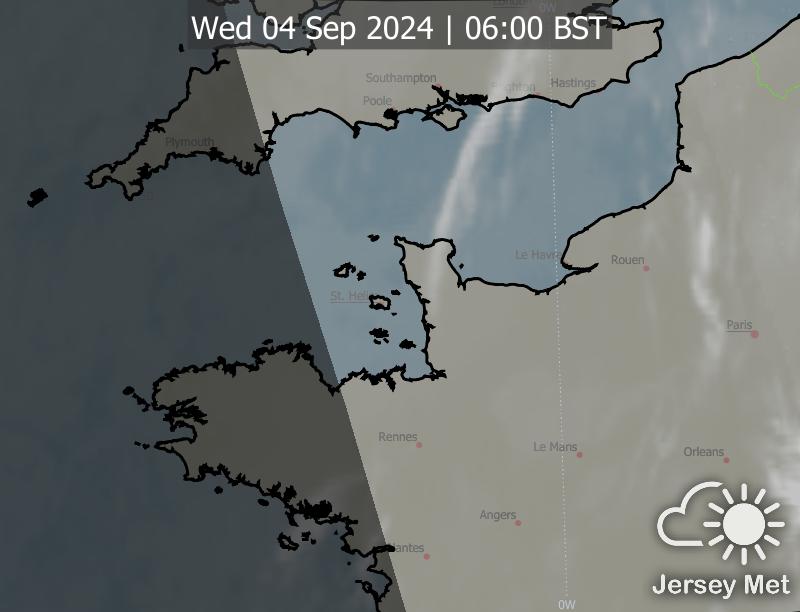 London
0W
Wed 04 Sep 2024 | 06:00 BST
Southampton
Brighton
Hastings
Poole
Plymouth
Le Havre
Rouen
St. Helier
Paris
Rennes
Le Mans
Orleans
Angers
Nantes
0W
Jersey Met